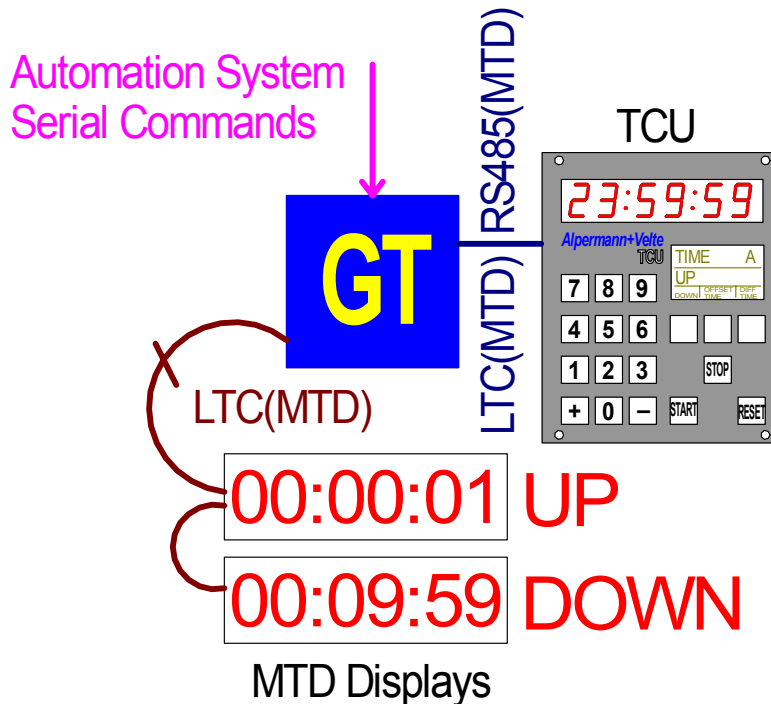 Automation System
Serial Commands
LTC(MTD) RS485(MTD)
TCU
23:59:59
Alpermann+Velte
TCU
TIME A
UP
DOWN OFFSET TIME DIFF TIME
7 8 9
4 5 6
1 2 3 STOP
+ 0 – START RESET
GT
LTC(MTD)
00:00:01 UP
00:09:59 DOWN
MTD Displays